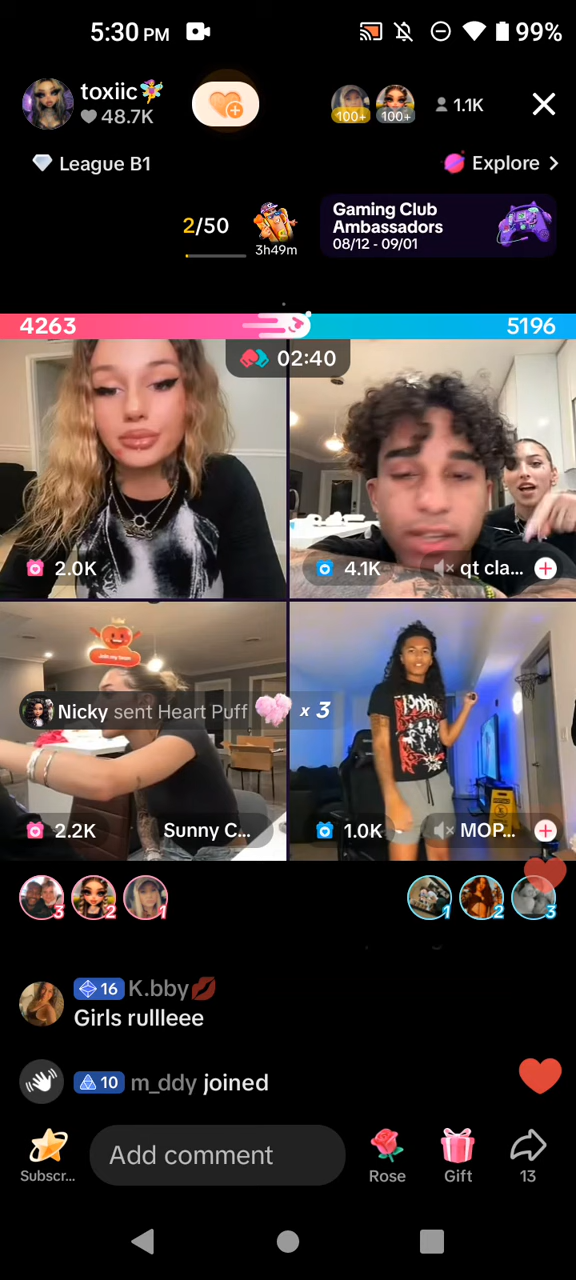 5:30 PM
99%
toxiic
48.7K
100+
100+
1.1K
League B1
Explore >
2/50
3h49m
Gaming Club
Ambassadors
08/12 - 09/01
4263
5196
02:40
2.0K
4.1K
qt cla...
Nicky sent Heart Puff
x 3
2.2K
Sunny C...
1.0K
MOP...
3
2
1
1
2
3
16 K.bby
Girls rullleee
10 m_ddy joined
Subscr...
Add comment
Rose
Gift
13